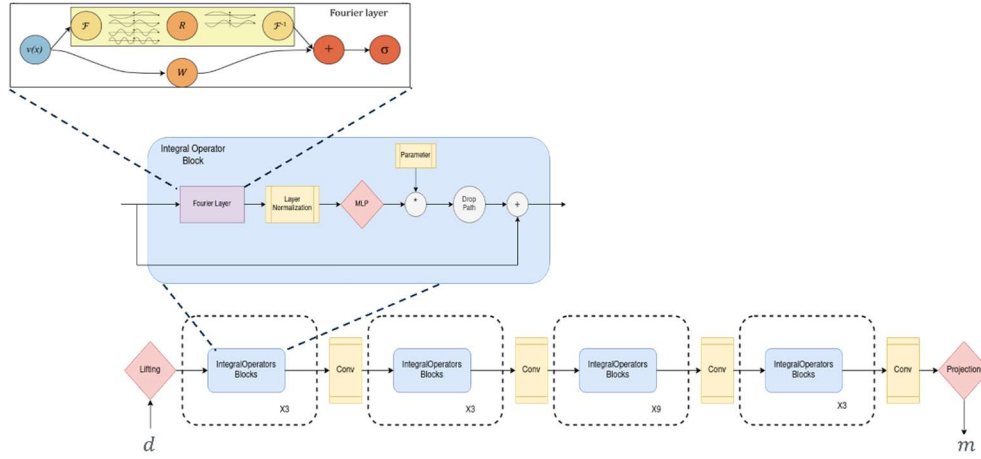 Fourier layer
v(x)
F
R
F⁻¹
+
σ
W
Integral Operator
Block
Parameter
Fourier Layer
Layer
Normalization
MLP
*
Drop
Path
+
Lifting
IntegralOperators
Blocks
X3
Conv
IntegralOperators
Blocks
X3
Conv
IntegralOperators
Blocks
X9
Conv
IntegralOperators
Blocks
X3
Conv
Projection
d
m